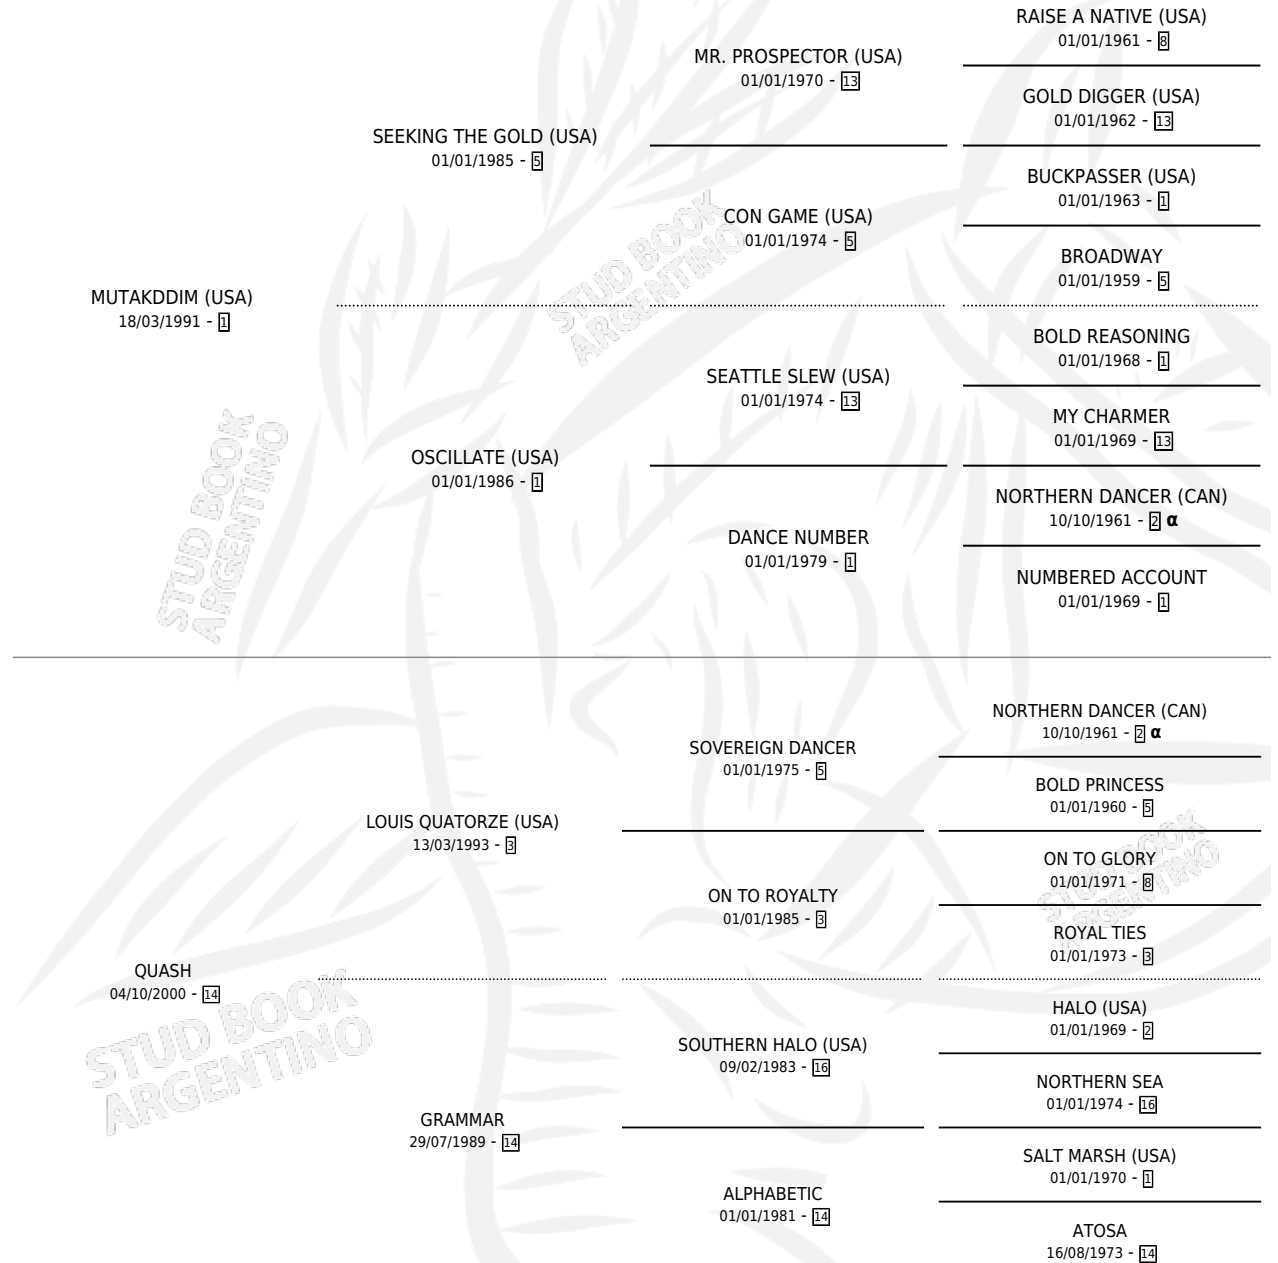 RAISE A NATIVE (USA)
01/01/1961 - 8
MR. PROSPECTOR (USA)
01/01/1970 - 13
GOLD DIGGER (USA)
01/01/1962 - 13
SEEKING THE GOLD (USA)
01/01/1985 - 5
BUCKPASSER (USA)
01/01/1963 - 1
CON GAME (USA)
01/01/1974 - 5
BROADWAY
01/01/1959 - 5
STUD BOOK
ARGENTINO
MUTAKDDIM (USA)
18/03/1991 - 1
BOLD REASONING
01/01/1968 - 1
SEATTLE SLEW (USA)
01/01/1974 - 13
MY CHARMER
01/01/1969 - 13
OSCILLATE (USA)
01/01/1986 - 1
STUD BOOK
ARGENTINO
NORTHERN DANCER (CAN)
10/10/1961 - 2 α
DANCE NUMBER
01/01/1979 - 1
NUMBERED ACCOUNT
01/01/1969 - 1
NORTHERN DANCER (CAN)
10/10/1961 - 2 α
SOVEREIGN DANCER
01/01/1975 - 5
BOLD PRINCESS
01/01/1960 - 5
LOUIS QUATORZE (USA)
13/03/1993 - 3
ON TO GLORY
01/01/1971 - 8
STUD BOOK
ARGENTINO
ON TO ROYALTY
01/01/1985 - 3
ROYAL TIES
01/01/1973 - 3
QUASH
04/10/2000 - 14
STUD BOOK
ARGENTINO
HALO (USA)
01/01/1969 - 2
SOUTHERN HALO (USA)
09/02/1983 - 16
NORTHERN SEA
01/01/1974 - 16
GRAMMAR
29/07/1989 - 14
SALT MARSH (USA)
01/01/1970 - 1
ALPHABETIC
01/01/1981 - 14
ATOSA
16/08/1973 - 14